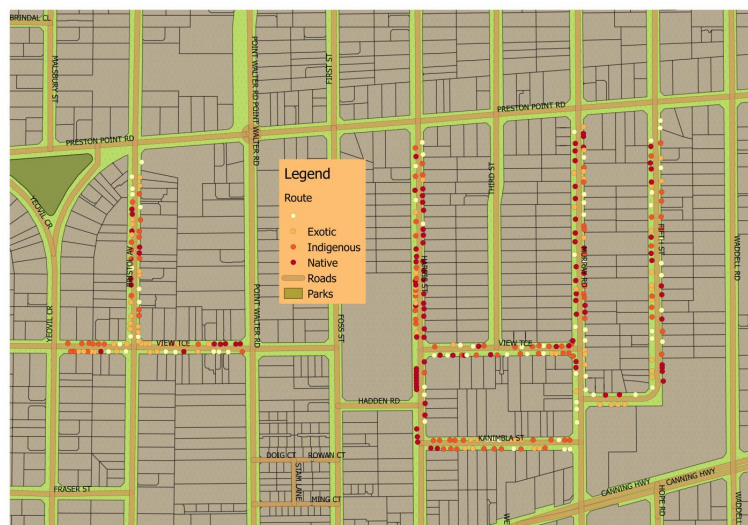 BRINDAL CL
MALSBURY ST
POINT WALTER RD
POINT WALTER RD
FIRST ST
PRESTON POINT RD
PRESTON POINT RD
THIRD ST
YEOVIL CR
Legend
Route
Exotic
Indigenous
Native
Roads
Parks
FIFTH ST
WADDELL RD
YEOVIL CR
POINT WALTER RD
FOSS ST
VIEW TCE
VIEW TCE
HADDEN RD
KANIMBLA ST
DOIG CT
ROWAN CT
STAM LANE
MING CT
FRASER ST
CANNING HWY
CANNING HWY
HOPE RD